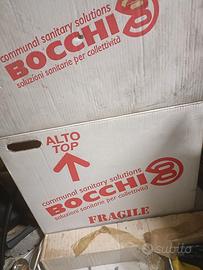 communal sanitary solutions
BOCCHI
soluzioni sanitarie per collettività
ALTO
TOP
communal sanitary solutions
BOCCHI
soluzioni sanitarie per collettività
FRAGILE
subito